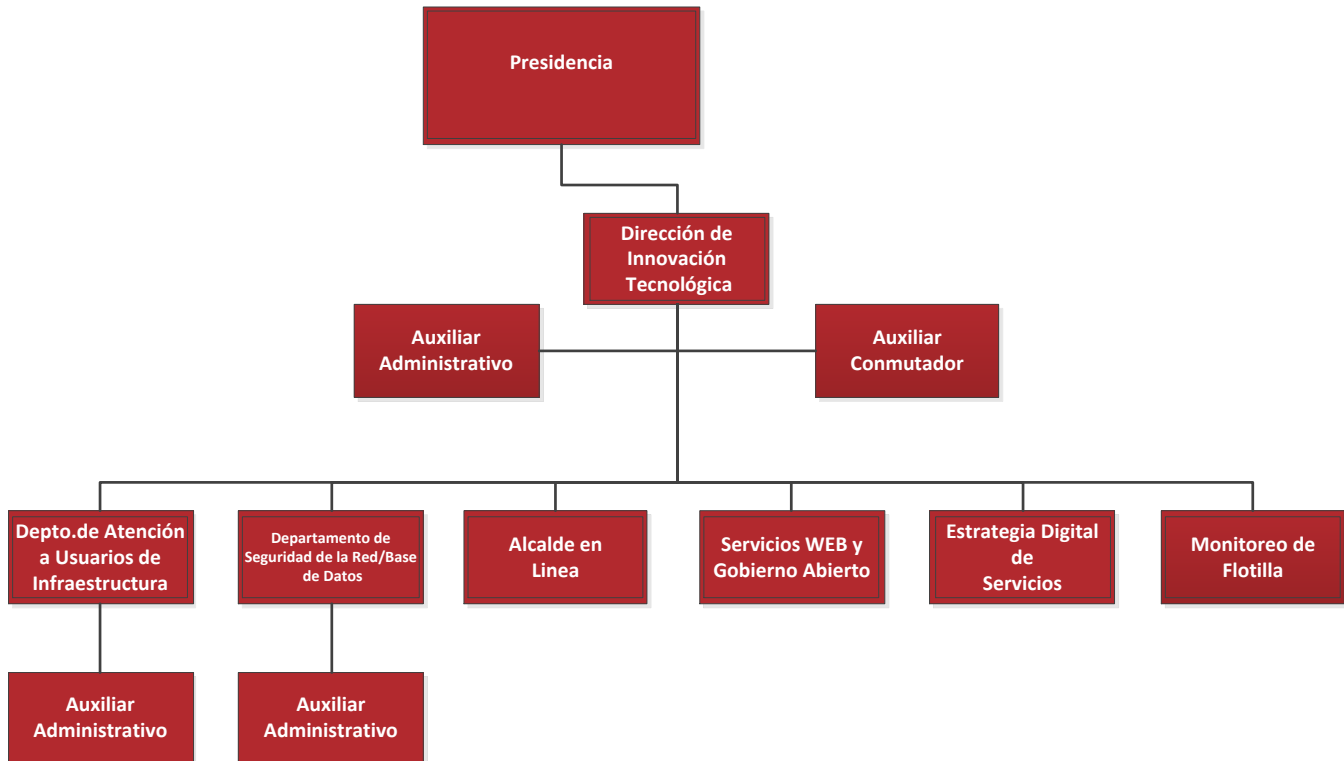 Presidencia
Dirección de
Innovación
Tecnológica
Auxiliar
Administrativo
Auxiliar
Conmutador
Depto.de Atención
a Usuarios de
Infraestructura
Departamento de
Seguridad de la Red/Base
de Datos
Alcalde en
Linea
Servicios WEB y
Gobierno Abierto
Estrategia Digital
de
Servicios
Monitoreo de
Flotilla
Auxiliar
Administrativo
Auxiliar
Administrativo